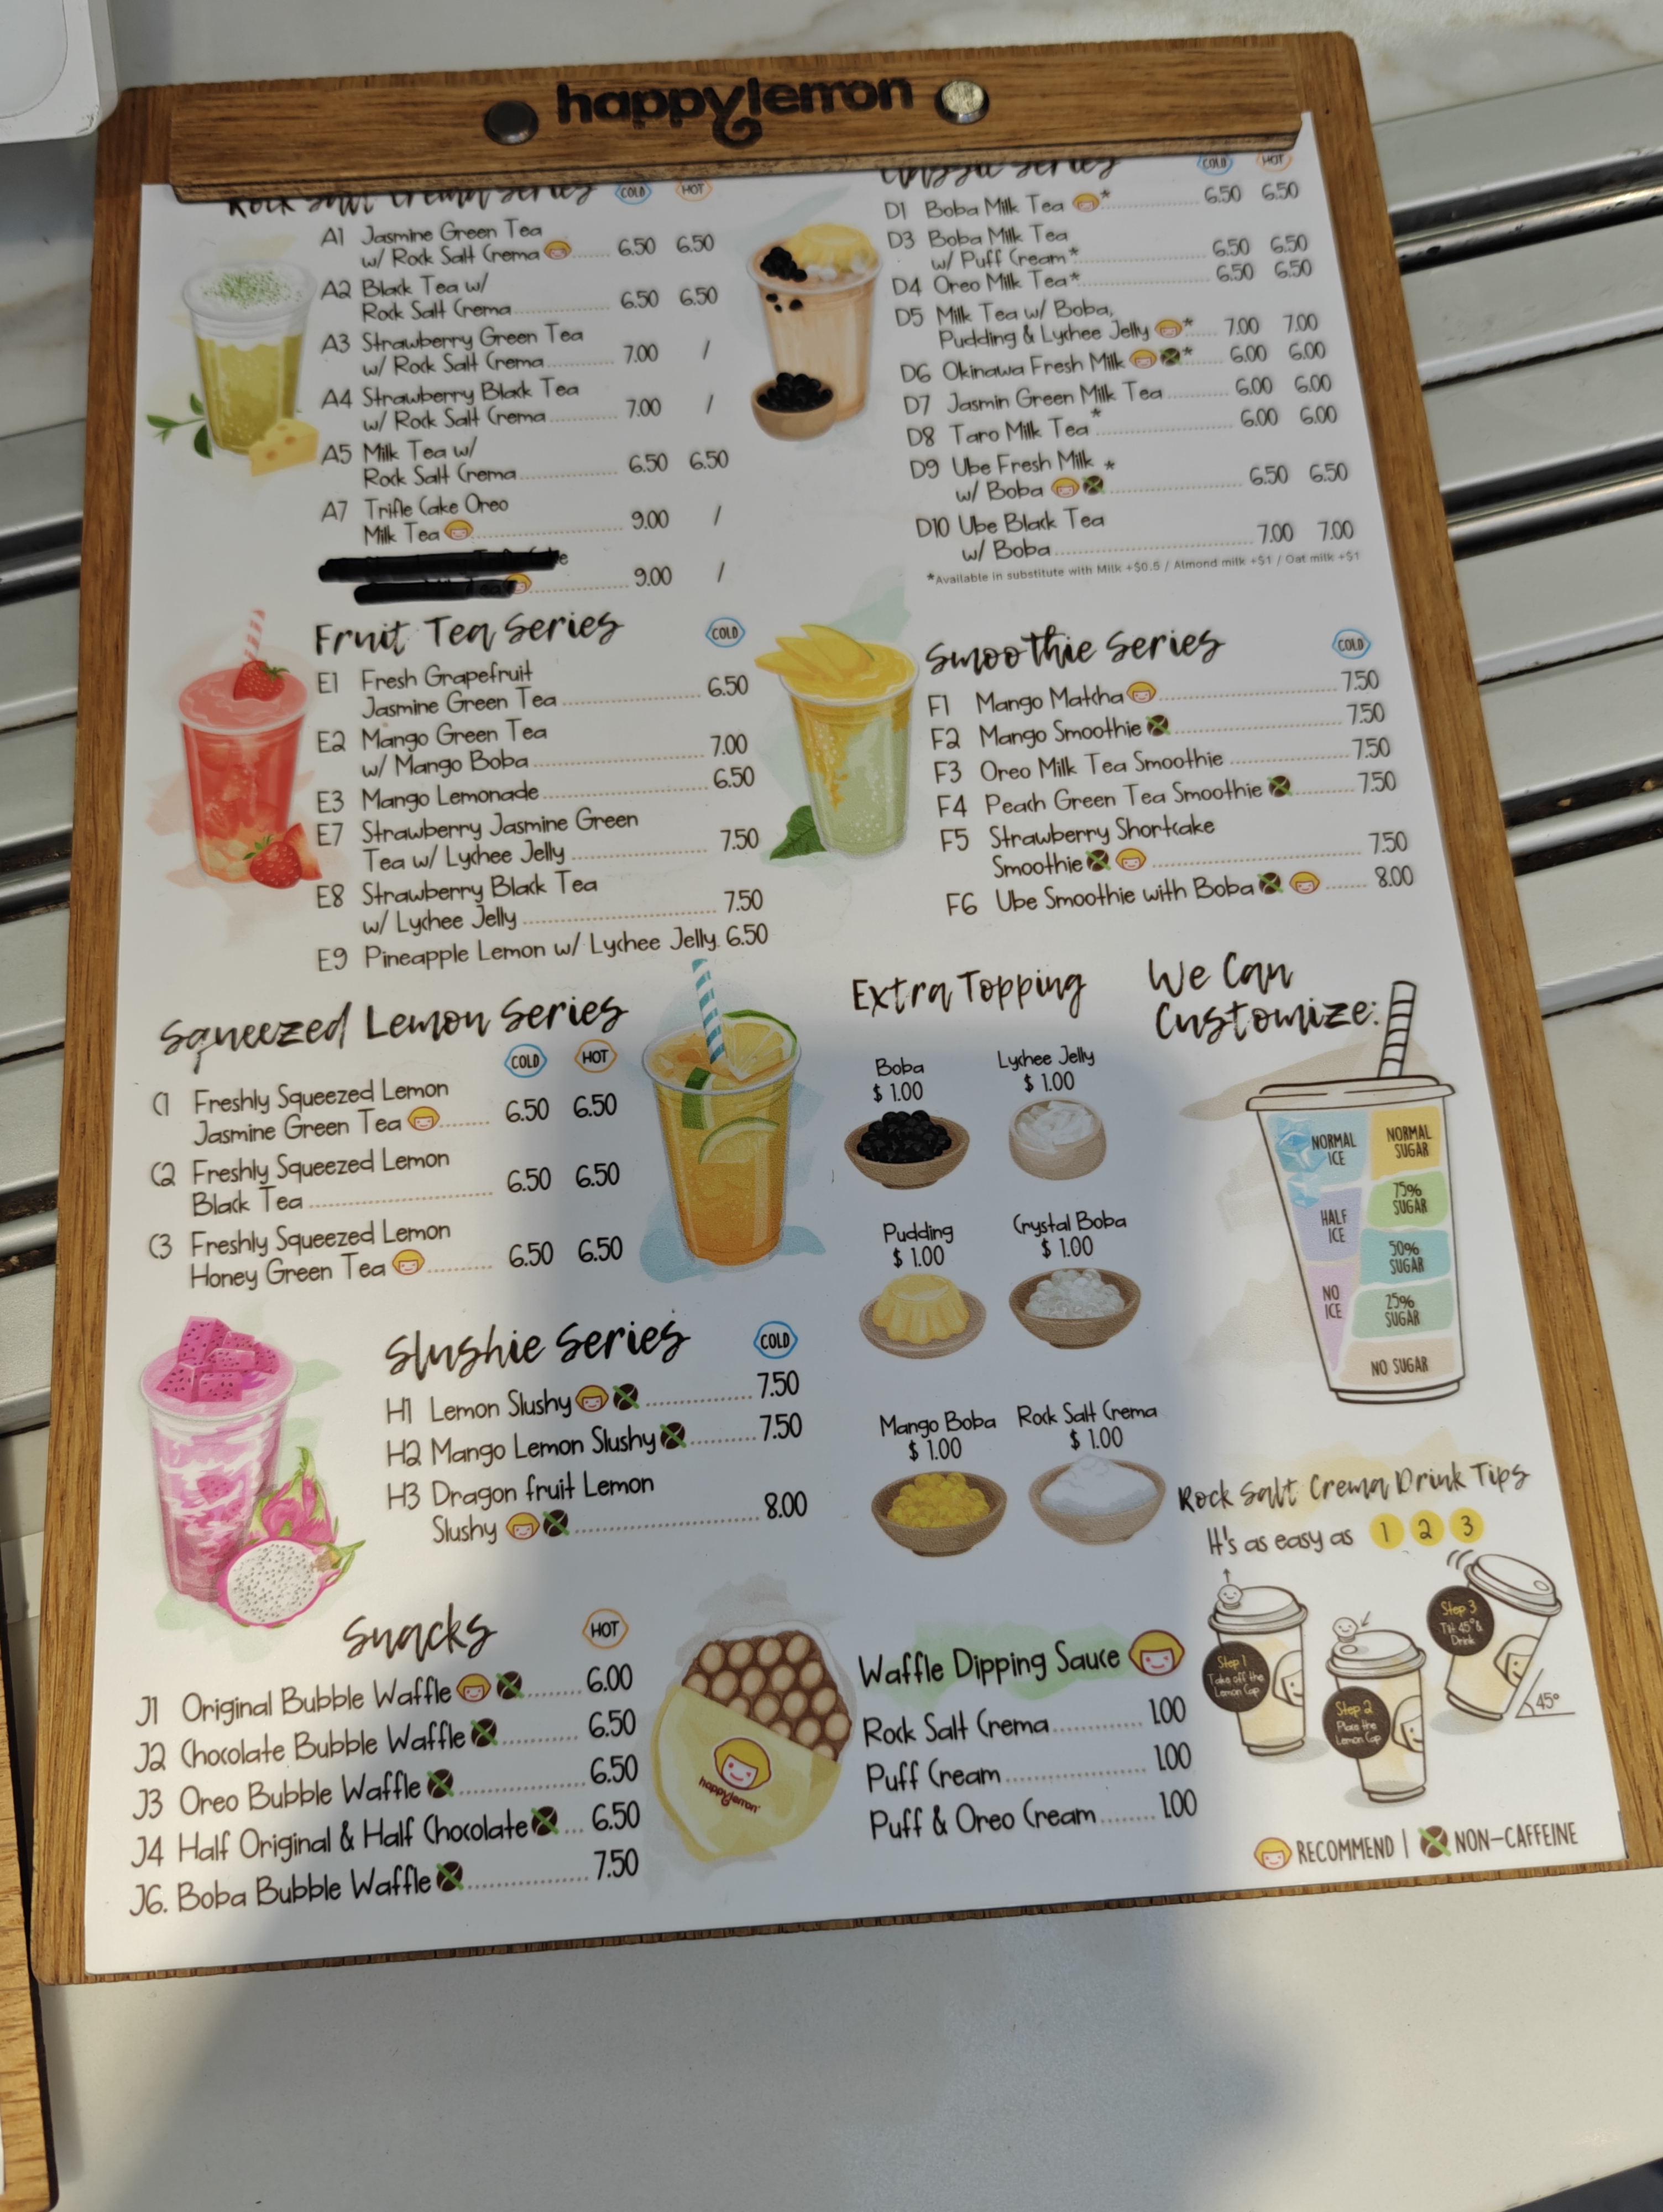 happylemon
Rock Salt Crema Series COLD HOT
A1 Jasmine Green Tea
w/ Rock Salt Crema ........ 6.50 6.50
A2 Black Tea w/
Rock Salt Crema ........ 6.50 6.50
A3 Strawberry Green Tea
w/ Rock Salt Crema ........ 7.00 /
A4 Strawberry Black Tea
w/ Rock Salt Crema ........ 7.00 /
A5 Milk Tea w/
Rock Salt Crema ........ 6.50 6.50
A7 Trifle Cake Oreo
Milk Tea ........ 9.00 /
........ 9.00 /
Classic Series COLD HOT
D1 Boba Milk Tea * ........ 6.50 6.50
D3 Boba Milk Tea
w/ Puff Cream* ........ 6.50 6.50
D4 Oreo Milk Tea* ........ 6.50 6.50
D5 Milk Tea w/ Boba,
Pudding & Lychee Jelly * ..... 7.00 7.00
D6 Okinawa Fresh Milk * ..... 6.00 6.00
D7 Jasmin Green Milk Tea ........ 6.00 6.00
D8 Taro Milk Tea * ........ 6.00 6.00
D9 Ube Fresh Milk *
w/ Boba ........ 6.50 6.50
D10 Ube Black Tea
w/ Boba ........ 7.00 7.00
*Available in substitute with Milk +$0.5 / Almond milk +$1 / Oat milk +$1
Fruit Tea Series COLD
E1 Fresh Grapefruit
Jasmine Green Tea ........ 6.50
E2 Mango Green Tea
w/ Mango Boba ........ 7.00
E3 Mango Lemonade ........ 6.50
E7 Strawberry Jasmine Green
Tea w/ Lychee Jelly ........ 7.50
E8 Strawberry Black Tea
w/ Lychee Jelly ........ 7.50
E9 Pineapple Lemon w/ Lychee Jelly. 6.50
Smoothie Series COLD
F1 Mango Matcha ........ 7.50
F2 Mango Smoothie ........ 7.50
F3 Oreo Milk Tea Smoothie ........ 7.50
F4 Peach Green Tea Smoothie ........ 7.50
F5 Strawberry Shortcake
Smoothie ........ 7.50
F6 Ube Smoothie with Boba ...... 8.00
Squeezed Lemon Series
COLD HOT
C1 Freshly Squeezed Lemon
Jasmine Green Tea ........ 6.50 6.50
C2 Freshly Squeezed Lemon
Black Tea ........ 6.50 6.50
C3 Freshly Squeezed Lemon
Honey Green Tea ........ 6.50 6.50
Slushie Series COLD
H1 Lemon Slushy ........ 7.50
H2 Mango Lemon Slushy ........ 7.50
H3 Dragon fruit Lemon
Slushy ........ 8.00
Snacks HOT
J1 Original Bubble Waffle ........ 6.00
J2 Chocolate Bubble Waffle ........ 6.50
J3 Oreo Bubble Waffle ........ 6.50
J4 Half Original & Half Chocolate ... 6.50
J6. Boba Bubble Waffle ........ 7.50
happylemon
Extra Topping
Boba
$ 1.00
Lychee Jelly
$ 1.00
Pudding
$ 1.00
Crystal Boba
$ 1.00
Mango Boba
$ 1.00
Rock Salt Crema
$ 1.00
Waffle Dipping Sauce
Rock Salt Crema ........ 1.00
Puff Cream ........ 1.00
Puff & Oreo Cream ........ 1.00
We Can
Customize:
NORMAL
ICE
HALF
ICE
NO
ICE
NORMAL
SUGAR
75%
SUGAR
50%
SUGAR
25%
SUGAR
NO SUGAR
Rock Salt Crema Drink Tips
It's as easy as 1 2 3
Step 1
Take off the
Lemon Cap
Step 2
Place the
Lemon Cap
Step 3
Tilt 45° &
Drink
45°
RECOMMEND | NON-CAFFEINE